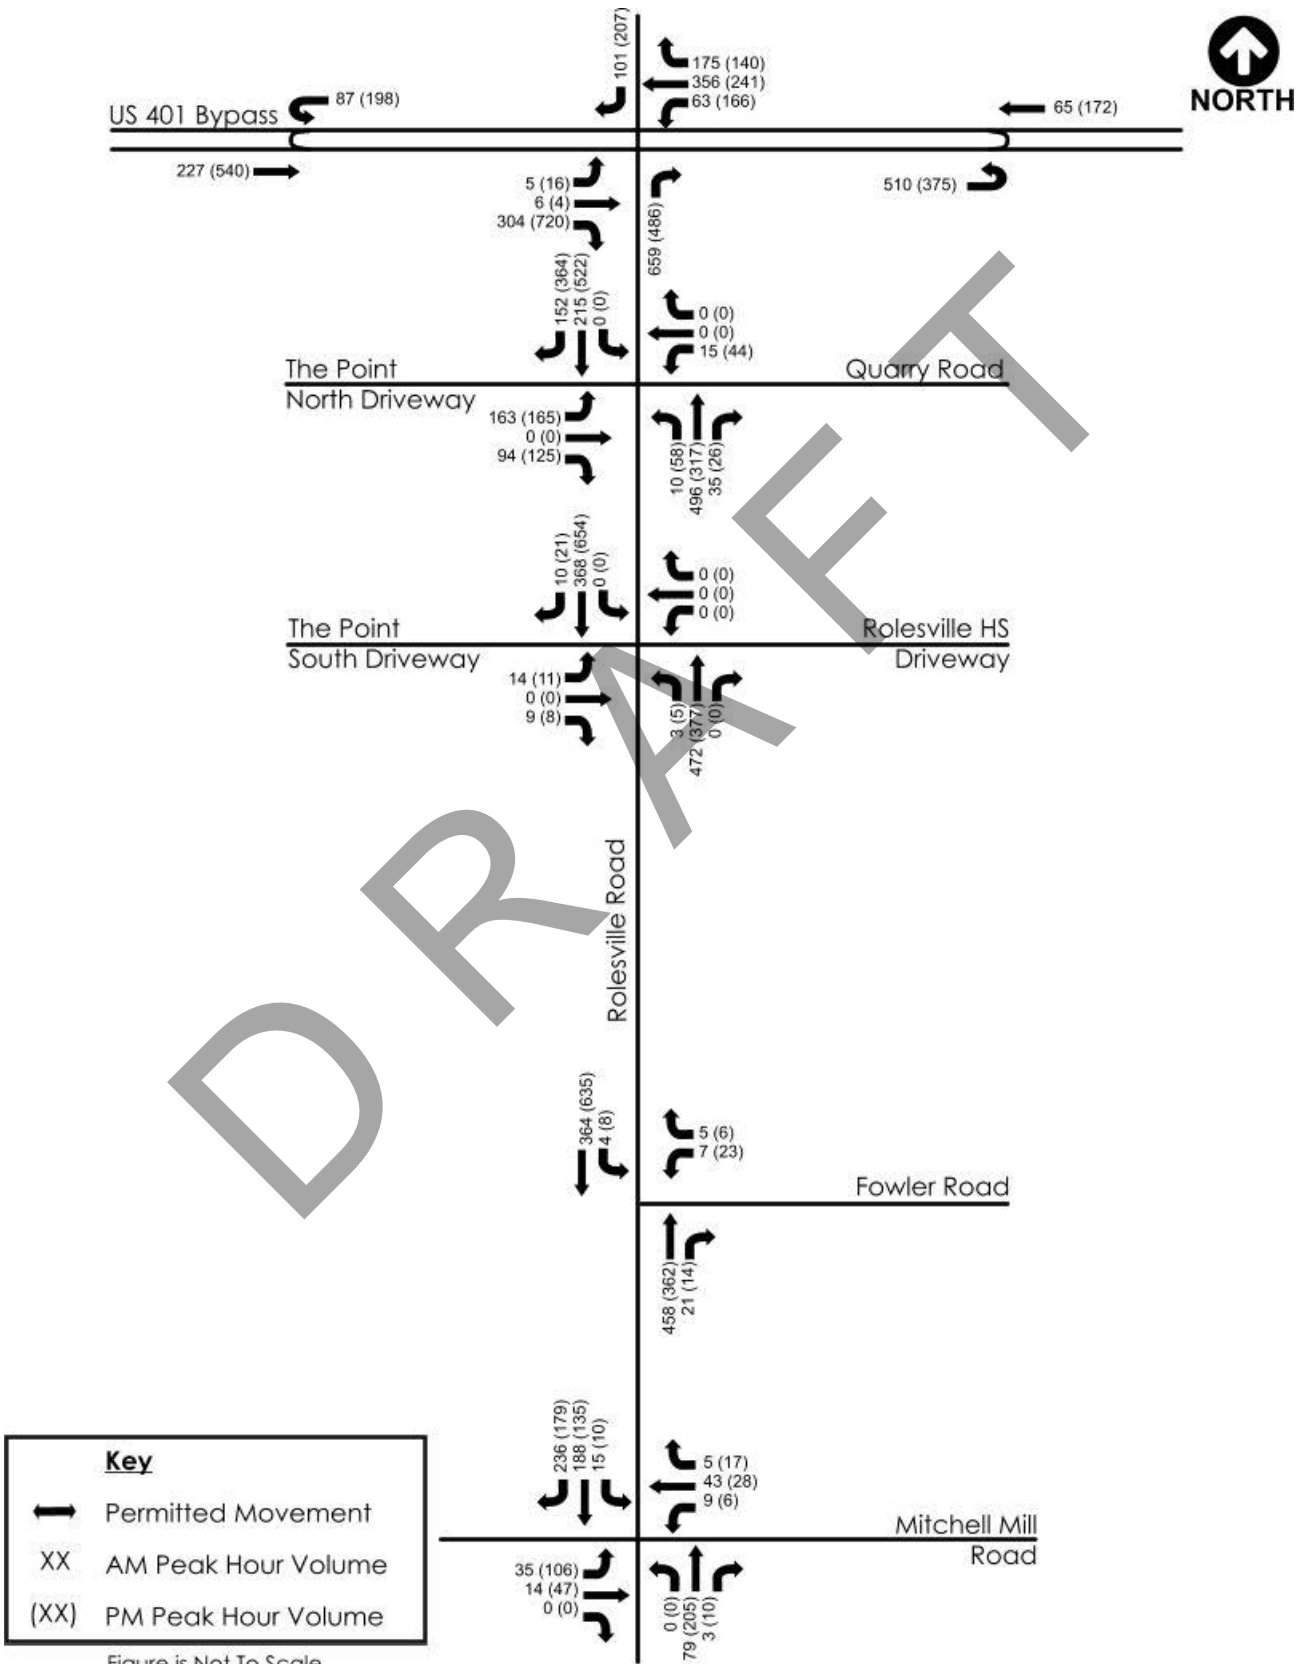 101 (207)
175 (140)
356 (241)
63 (166)
NORTH
87 (198)
65 (172)
US 401 Bypass
227 (540)
510 (375)
5 (16)
6 (4)
304 (720)
659 (486)
152 (364)
215 (522)
0 (0)
0 (0)
0 (0)
15 (44)
The Point
North Driveway
Quarry Road
163 (165)
0 (0)
94 (125)
10 (58)
496 (317)
35 (26)
10 (21)
368 (654)
0 (0)
0 (0)
0 (0)
0 (0)
The Point
South Driveway
Rolesville HS
Driveway
14 (11)
0 (0)
9 (8)
3 (5)
472 (377)
0 (0)
DRAFT
Rolesville Road
364 (635)
4 (8)
5 (6)
7 (23)
Fowler Road
458 (362)
21 (14)
236 (179)
188 (135)
15 (10)
5 (17)
43 (28)
9 (6)
Mitchell Mill
Road
35 (106)
14 (47)
0 (0)
0 (0)
79 (205)
3 (10)
Key
Permitted Movement
XX AM Peak Hour Volume
(XX) PM Peak Hour Volume
Figure is Not To Scale